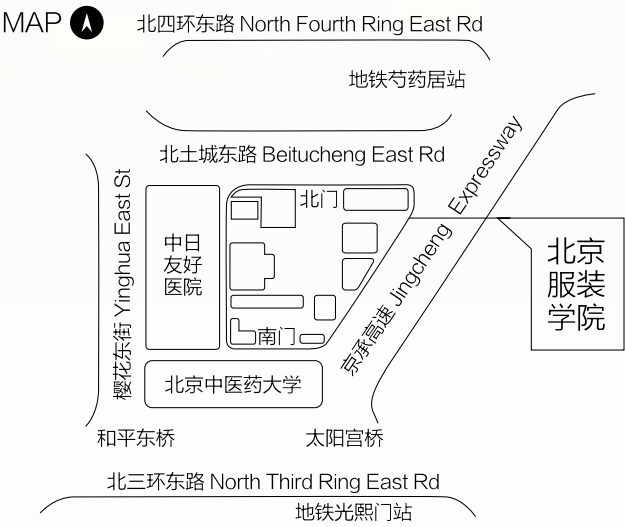 MAP
北四环东路 North Fourth Ring East Rd
地铁芍药居站
北土城东路 Beitucheng East Rd
樱花东街 Yinghua East St
中日
友好
医院
北门
南门
京承高速 Jingcheng Expressway
北京
服装
学院
北京中医药大学
和平东桥
太阳宫桥
北三环东路 North Third Ring East Rd
地铁光熙门站